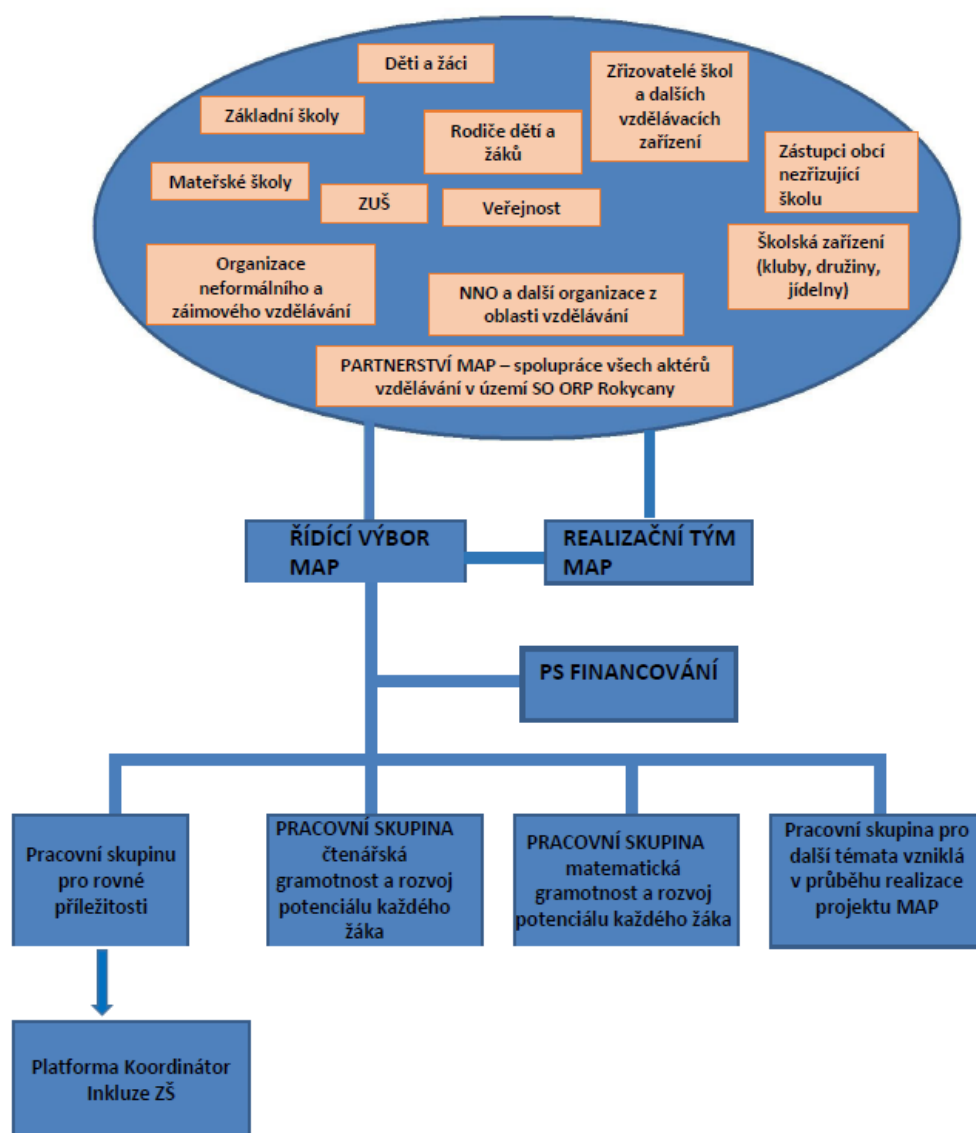 Děti a žáci
Zřizovatelé škol
a dalších
vzdělávacích
zařízení
Základní školy
Rodiče dětí a
žáků
Zástupci obcí
nezřizující
školu
Mateřské školy
ZUŠ
Veřejnost
Školská zařízení
(kluby, družiny,
jídelny)
Organizace
neformálního a
záimového vzdělávání
NNO a další organizace z
oblasti vzdělávání
PARTNERSTVÍ MAP – spolupráce všech aktérů
vzdělávání v území SO ORP Rokycany
ŘÍDÍCÍ VÝBOR
MAP
REALIZAČNÍ TÝM
MAP
PS FINANCOVÁNÍ
Pracovní skupinu
pro rovné
příležitosti
PRACOVNÍ SKUPINA
čtenářská
gramotnost a rozvoj
potenciálu každého
žáka
PRACOVNÍ SKUPINA
matematická
gramotnost a rozvoj
potenciálu každého žáka
Pracovní skupina pro
další témata vzniklá
v průběhu realizace
projektu MAP
Platforma Koordinátor
Inkluze ZŠ